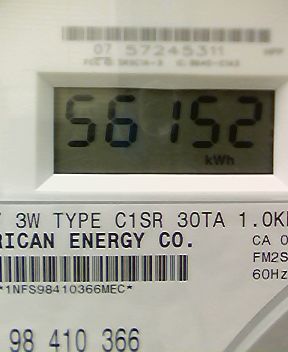 07 57245311
56152
kWh
3W TYPE C1SR 30TA 1.0K
RICAN ENERGY CO.
CA 0
FM2S
60Hz
*1NFS98410366MEC*
98 410 366